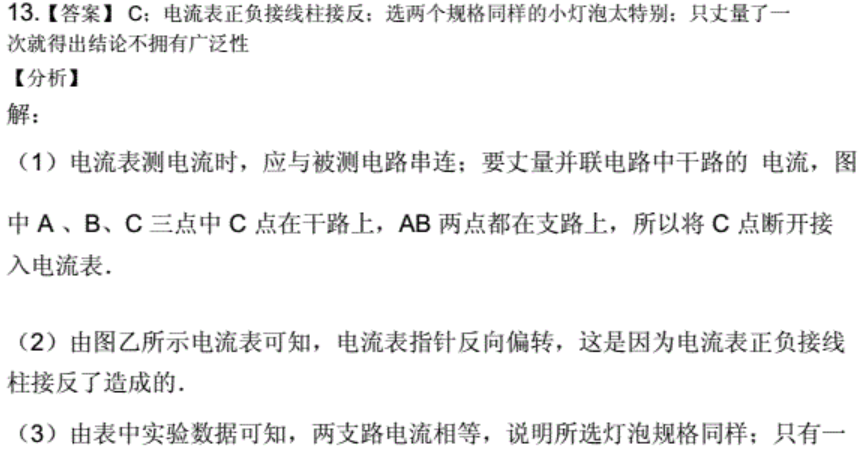 13.【答案】 C；电流表正负接线柱接反；选两个规格同样的小灯泡太特别；只丈量了一
次就得出结论不拥有广泛性
【分析】
解：
（1）电流表测电流时，应与被测电路串连；要丈量并联电路中干路的 电流，图
中 A 、B、C 三点中 C 点在干路上，AB 两点都在支路上，所以将 C 点断开接
入电流表．
（2）由图乙所示电流表可知，电流表指针反向偏转，这是因为电流表正负接线
柱接反了造成的．
（3）由表中实验数据可知，两支路电流相等，说明所选灯泡规格同样；只有一